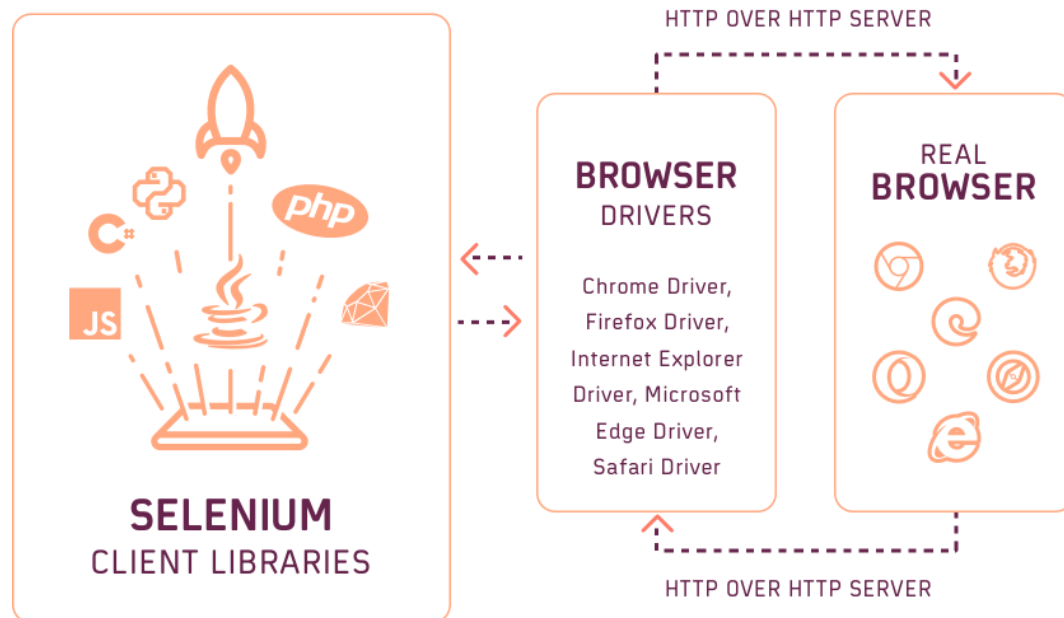 HTTP OVER HTTP SERVER
C#
php
JS
SELENIUM
CLIENT LIBRARIES
BROWSER
DRIVERS
Chrome Driver,
Firefox Driver,
Internet Explorer
Driver, Microsoft
Edge Driver,
Safari Driver
REAL
BROWSER
HTTP OVER HTTP SERVER